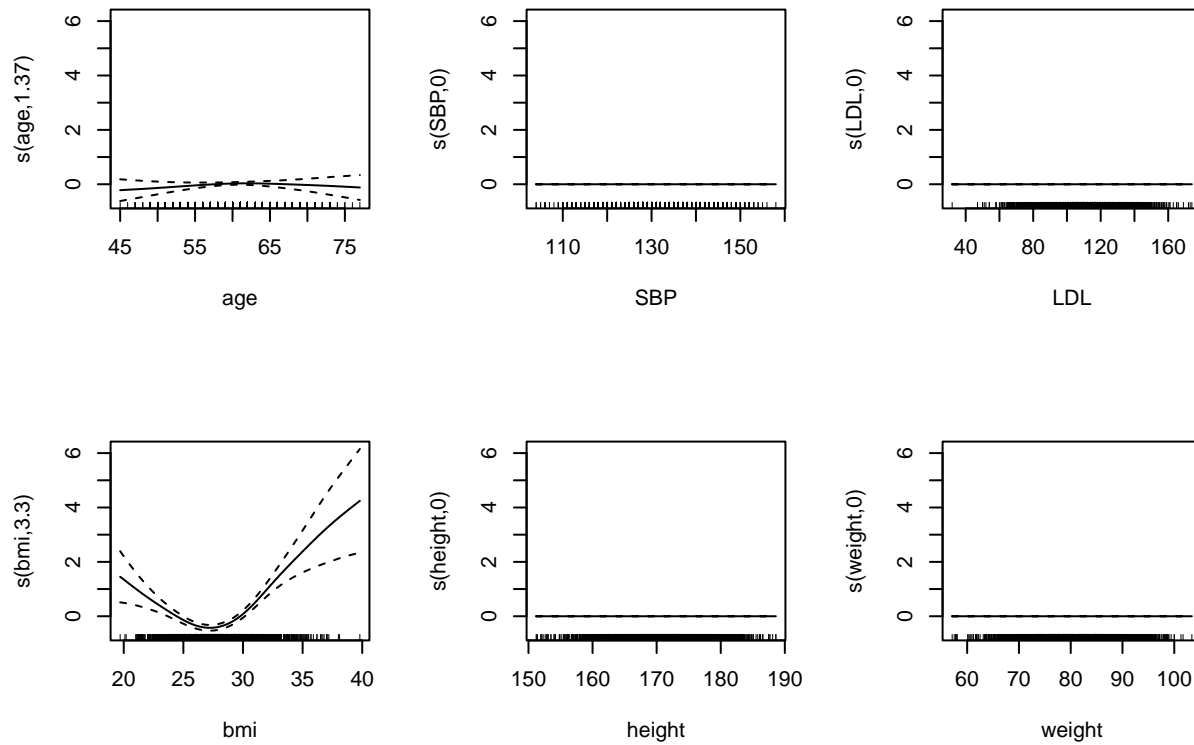 6
4
2
0
s(age,1.37)
45 55 65 75
age
6
4
2
0
s(SBP,0)
110 130 150
SBP
6
4
2
0
s(LDL,0)
40 80 120 160
LDL
6
4
2
0
s(bmi,3.3)
20 25 30 35 40
bmi
6
4
2
0
s(height,0)
150 160 170 180 190
height
6
4
2
0
s(weight,0)
60 70 80 90 100
weight